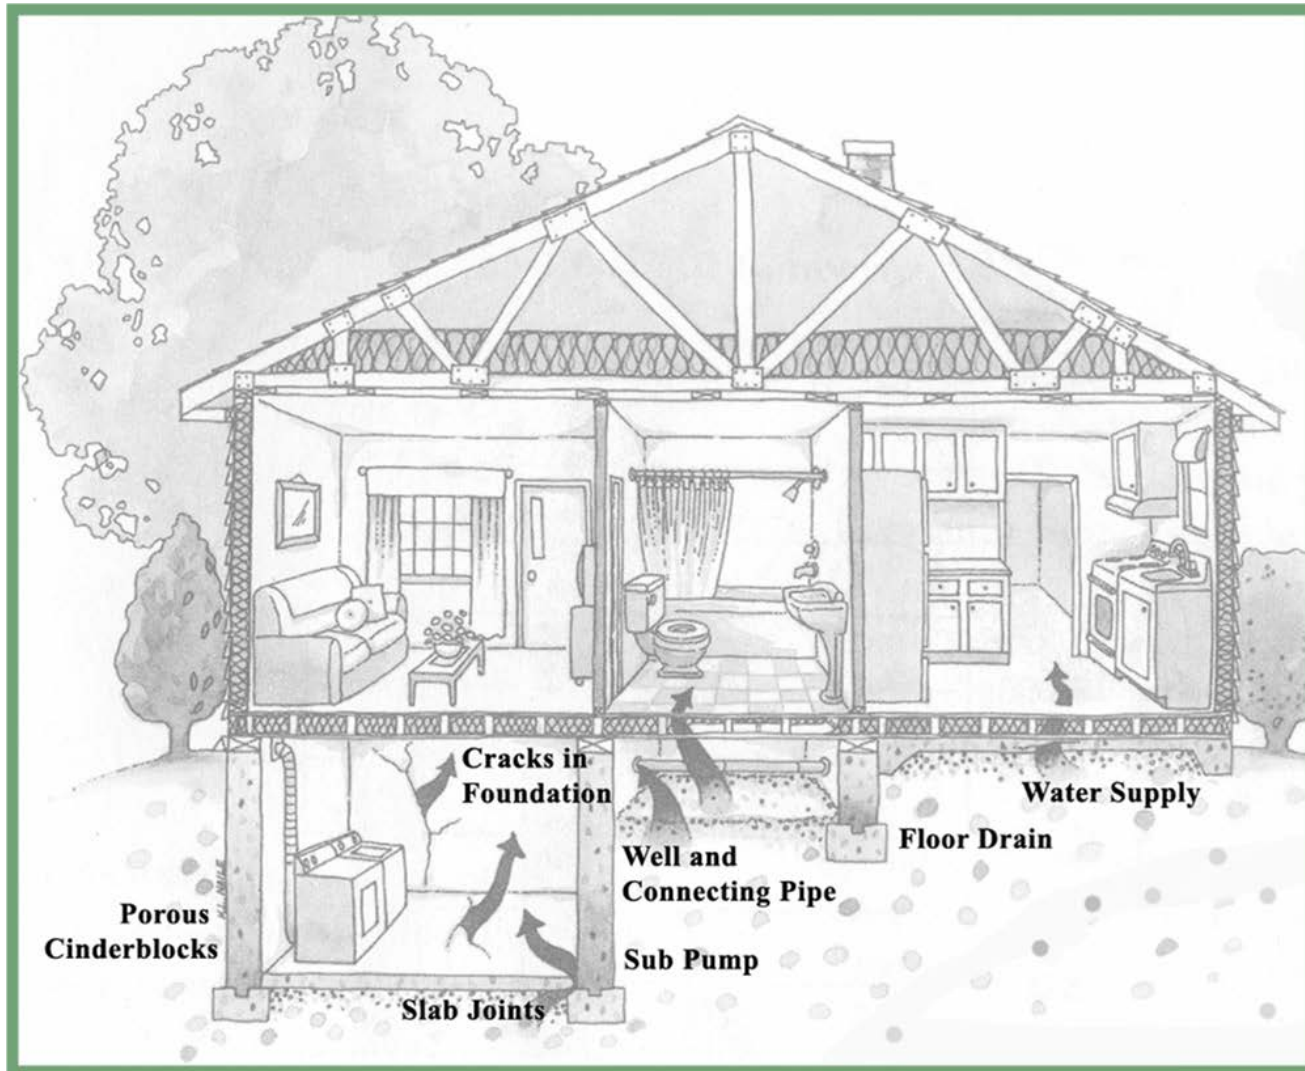 Cracks in
Foundation
Water Supply
Floor Drain
Well and
Connecting Pipe
Porous
Cinderblocks
Sub Pump
Slab Joints